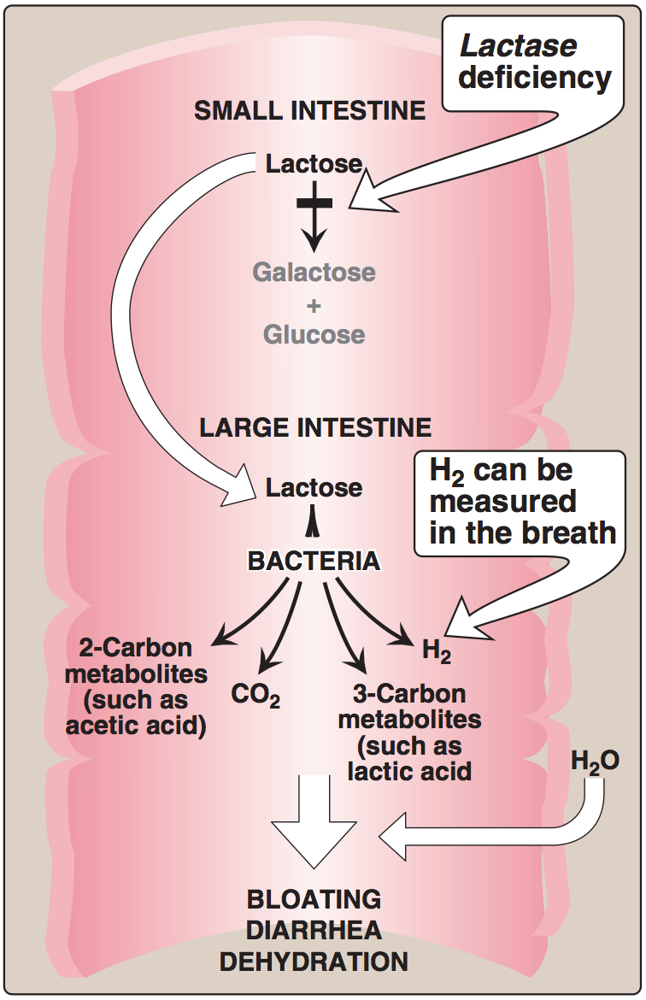 Lactase
deficiency
SMALL INTESTINE
Lactose
Galactose
+
Glucose
LARGE INTESTINE
Lactose
H₂ can be
measured
in the breath
BACTERIA
2-Carbon
metabolites
(such as
acetic acid)
CO₂
3-Carbon
metabolites
(such as
lactic acid
H₂
H₂O
BLOATING
DIARRHEA
DEHYDRATION